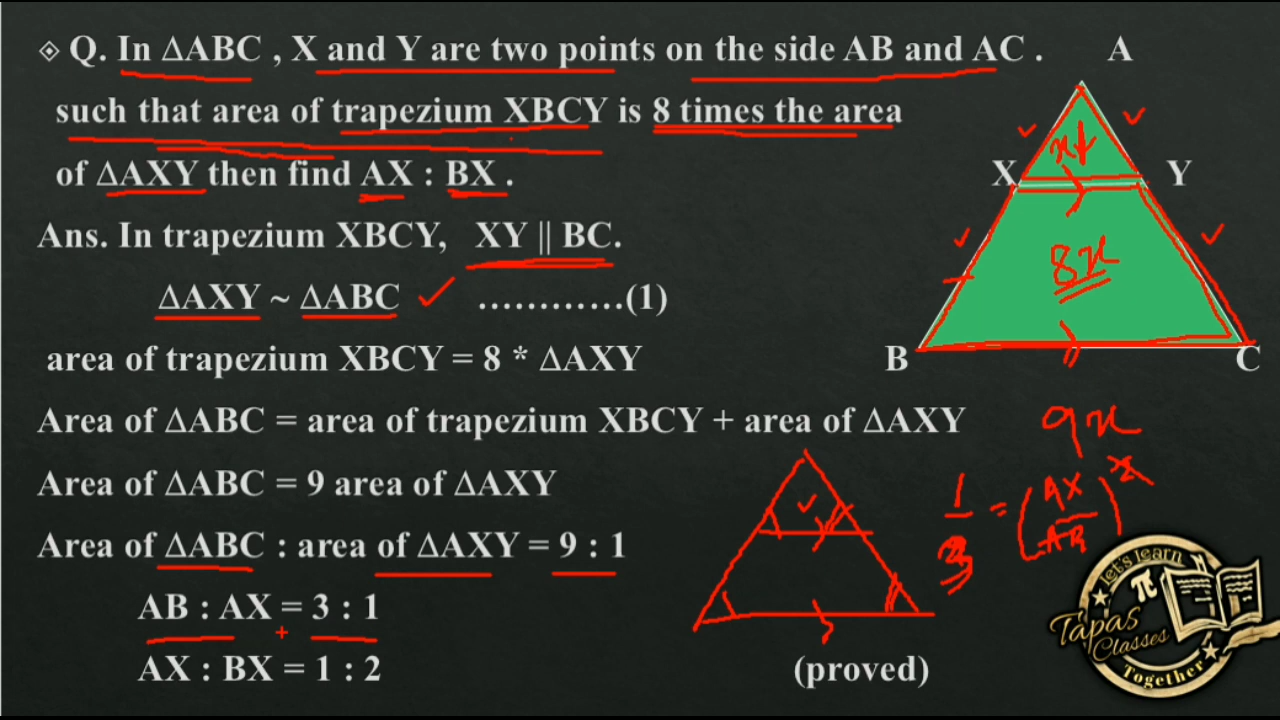 Q. In ΔABC , X and Y are two points on the side AB and AC .
such that area of trapezium XBCY is 8 times the area
of ΔAXY then find AX : BX .
Ans. In trapezium XBCY, XY || BC.
ΔAXY ~ ΔABC ............(1)
area of trapezium XBCY = 8 * ΔAXY
Area of ΔABC = area of trapezium XBCY + area of ΔAXY
Area of ΔABC = 9 area of ΔAXY
Area of ΔABC : area of ΔAXY = 9 : 1
AB : AX = 3 : 1
AX : BX = 1 : 2
(proved)
A
X
Y
8x
B
C
9x
1/3 = (AX/AB)
let's learn
π
Tapas
Classes
Together